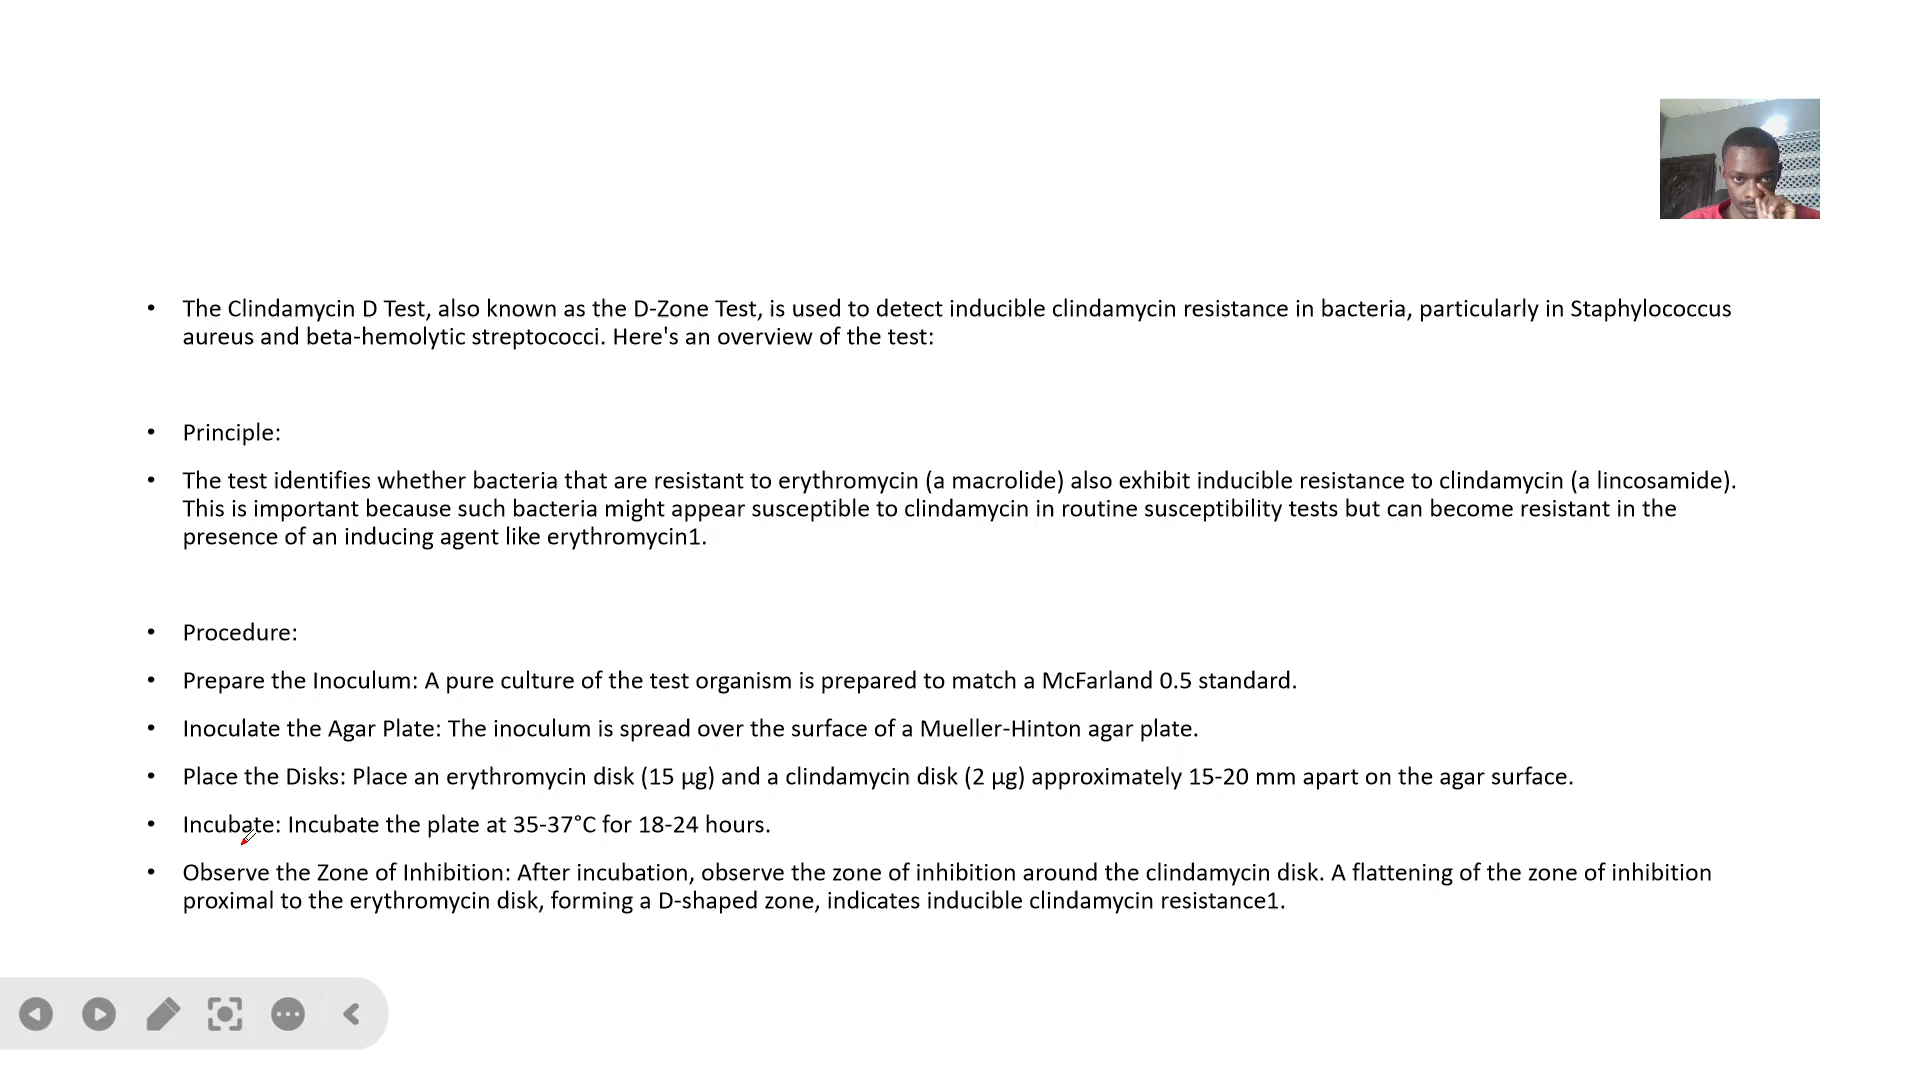 • The Clindamycin D Test, also known as the D-Zone Test, is used to detect inducible clindamycin resistance in bacteria, particularly in Staphylococcus
aureus and beta-hemolytic streptococci. Here's an overview of the test:
• Principle:
• The test identifies whether bacteria that are resistant to erythromycin (a macrolide) also exhibit inducible resistance to clindamycin (a lincosamide).
This is important because such bacteria might appear susceptible to clindamycin in routine susceptibility tests but can become resistant in the
presence of an inducing agent like erythromycin1.
• Procedure:
• Prepare the Inoculum: A pure culture of the test organism is prepared to match a McFarland 0.5 standard.
• Inoculate the Agar Plate: The inoculum is spread over the surface of a Mueller-Hinton agar plate.
• Place the Disks: Place an erythromycin disk (15 µg) and a clindamycin disk (2 µg) approximately 15-20 mm apart on the agar surface.
• Incubate: Incubate the plate at 35-37°C for 18-24 hours.
• Observe the Zone of Inhibition: After incubation, observe the zone of inhibition around the clindamycin disk. A flattening of the zone of inhibition
proximal to the erythromycin disk, forming a D-shaped zone, indicates inducible clindamycin resistance1.